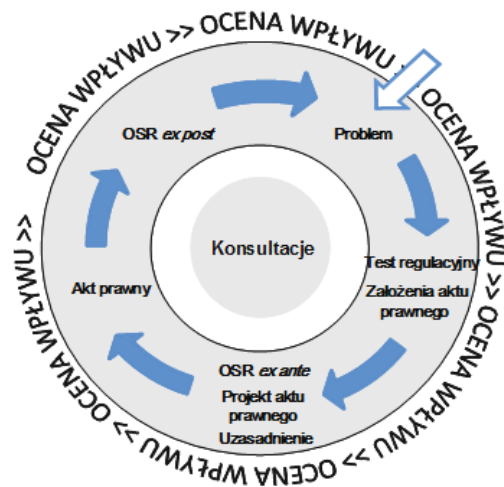 OCENA WPŁYWU >> OCENA WPŁYWU >> OCENA WPŁYWU >> OCENA WPŁYWU >> OCENA WPŁYWU >> OCENA WPŁYWU >>
OSR ex post
Problem
Konsultacje
Test regulacyjny
Założenia aktu
prawnego
Akt prawny
OSR ex ante
Projekt aktu
prawnego
Uzasadnienie